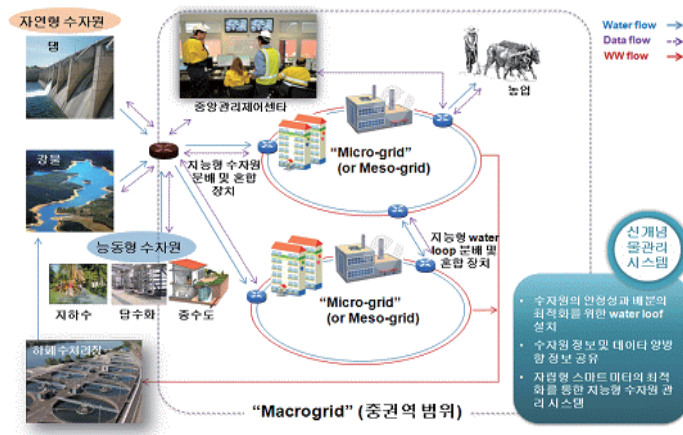 자연형 수자원
댐
강물
중앙관리제어센타
농업
Water flow
Data flow
WW flow
지능형 수자원
분배 및 혼합
장치
"Micro-grid"
(or Meso-grid)
능동형 수자원
지하수
담수화
중수도
지능형 water
loop 분배 및
혼합 장치
"Micro-grid"
(or Meso-grid)
하폐수처리장
신개념
물관리
시스템
• 수자원의 안정성과 배분의
최적화를 위한 water loof
설치
• 수자원 정보 및 데이타 양방
향 정보 공유
• 자립형 스마트 미터의 최적
화를 통한 지능형 수자원 관
리 시스템
"Macrogrid" (중권역 범위)